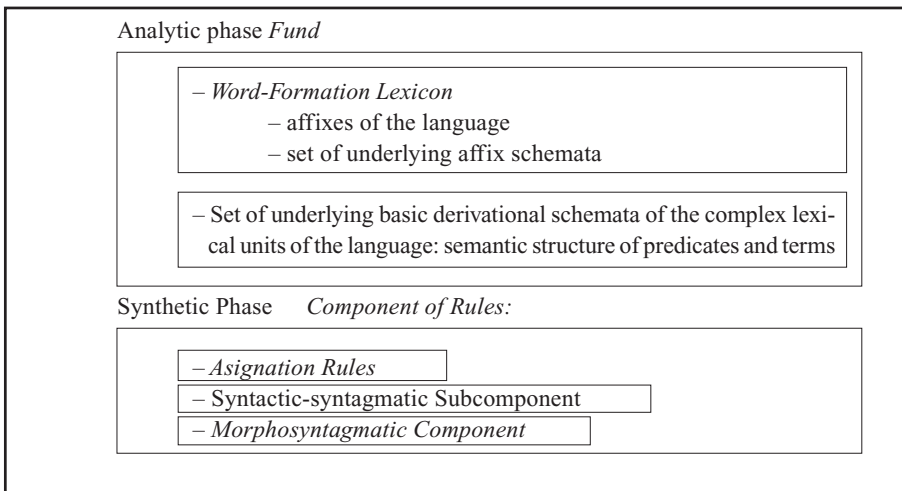 Analytic phase Fund
– Word-Formation Lexicon
– affixes of the language
– set of underlying affix schemata
– Set of underlying basic derivational schemata of the complex lexi-
cal units of the language: semantic structure of predicates and terms
Synthetic Phase Component of Rules:
– Asignation Rules
– Syntactic-syntagmatic Subcomponent
– Morphosyntagmatic Component